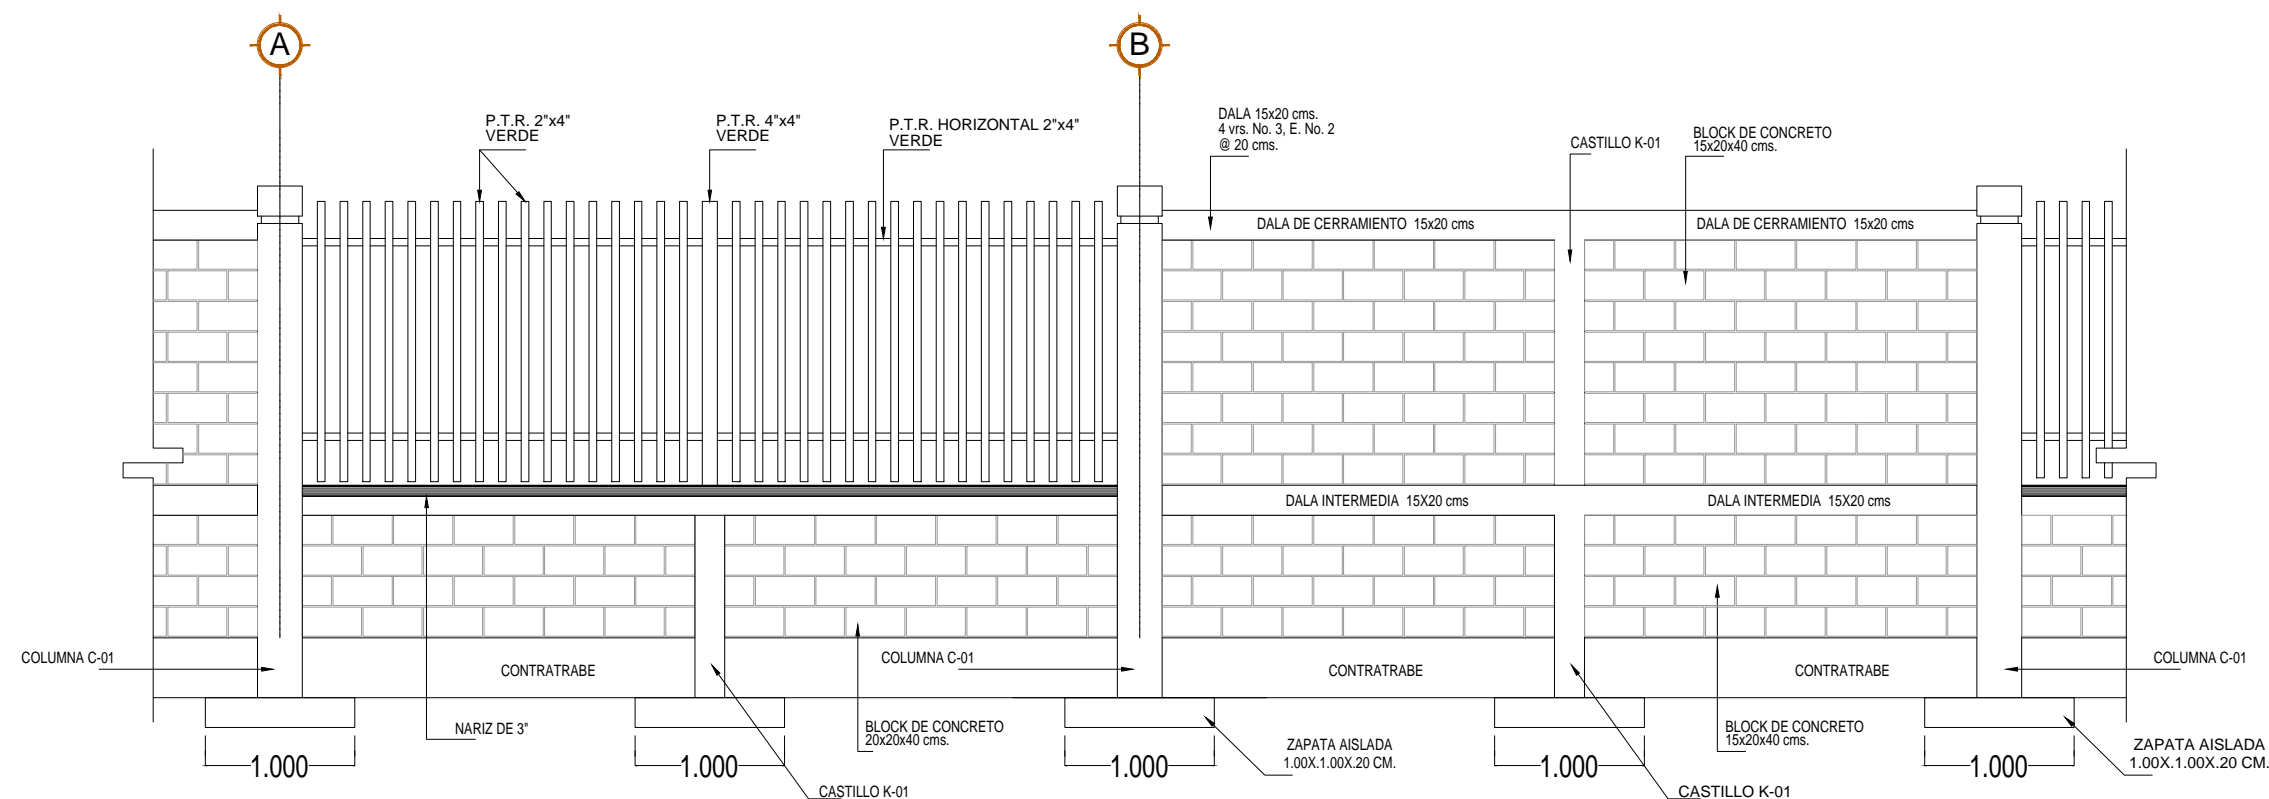 A
B
P.T.R. 2"x4"
VERDE
P.T.R. 4"x4"
VERDE
P.T.R. HORIZONTAL 2"x4"
VERDE
DALA 15x20 cms.
4 vrs. No. 3, E. No. 2
@ 20 cms.
CASTILLO K-01
BLOCK DE CONCRETO
15x20x40 cms.
DALA DE CERRAMIENTO 15x20 cms
DALA DE CERRAMIENTO 15x20 cms
DALA INTERMEDIA 15X20 cms
DALA INTERMEDIA 15X20 cms
COLUMNA C-01
CONTRATRABE
COLUMNA C-01
CONTRATRABE
CONTRATRABE
COLUMNA C-01
NARIZ DE 3"
BLOCK DE CONCRETO
20x20x40 cms.
BLOCK DE CONCRETO
15x20x40 cms.
ZAPATA AISLADA
1.00X.1.00X.20 CM.
ZAPATA AISLADA
1.00X.1.00X.20 CM.
1.000
1.000
1.000
1.000
1.000
CASTILLO K-01
CASTILLO K-01